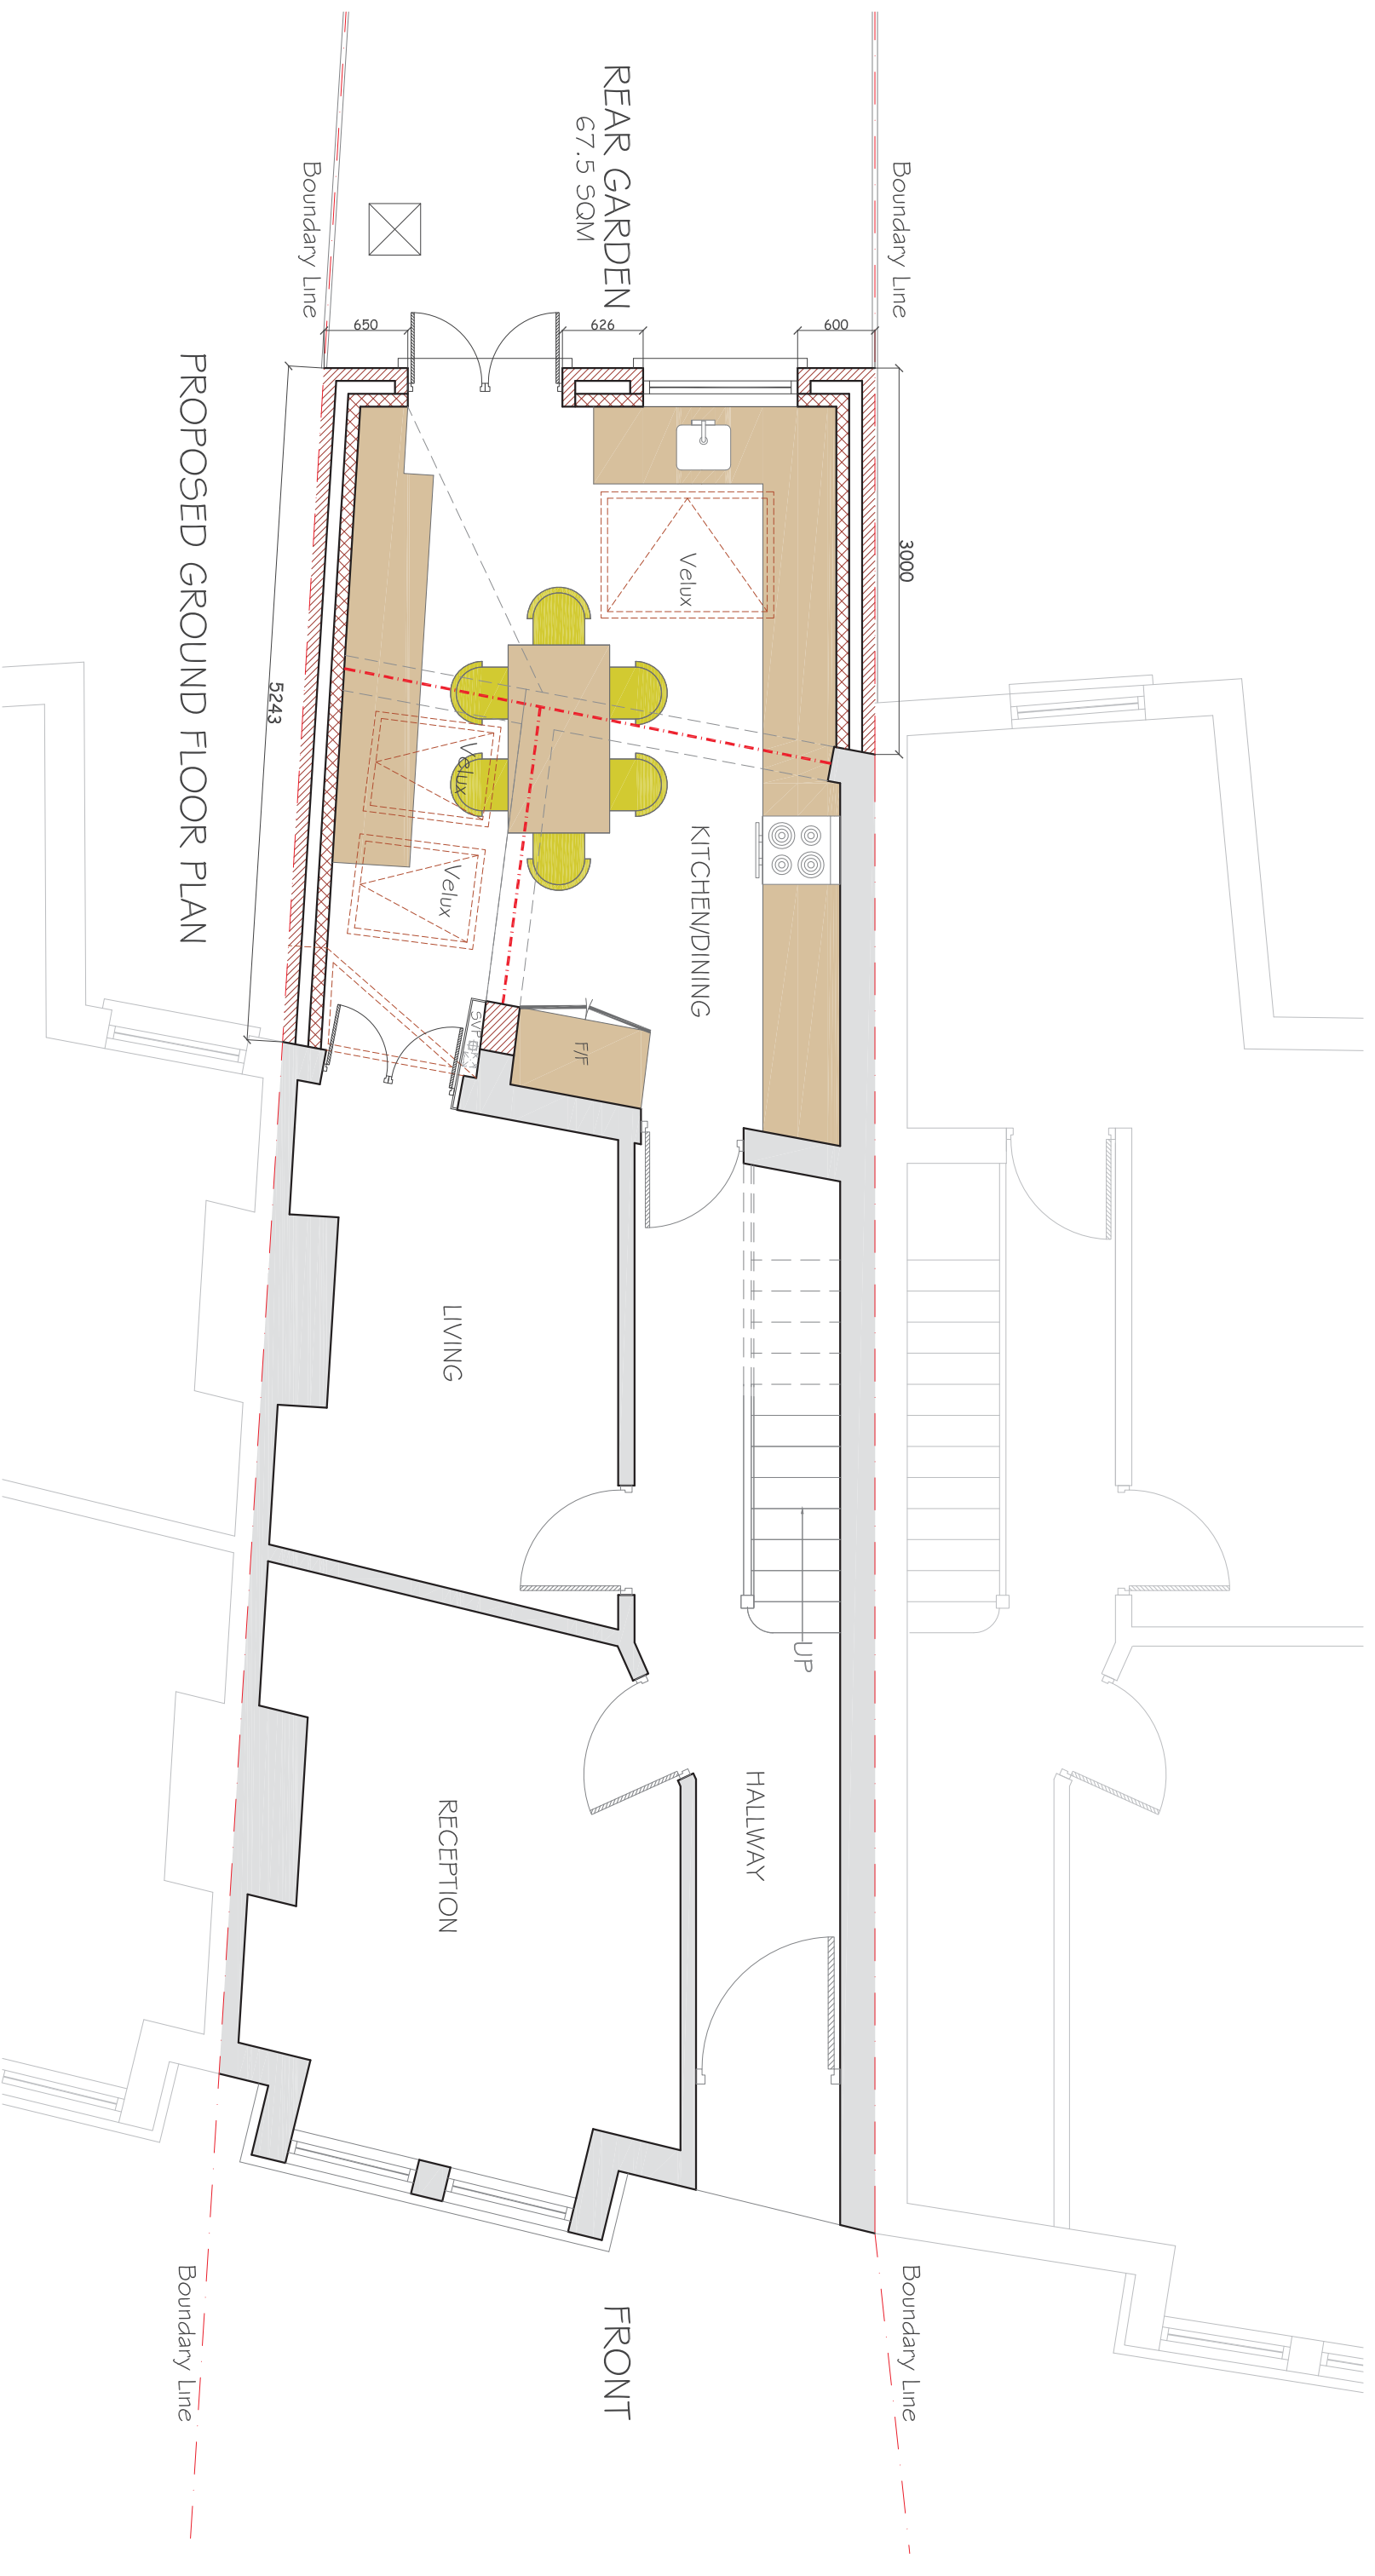 REAR GARDEN
67.5 SQM
Boundary Line
Boundary Line
650
626
600
3000
5243
PROPOSED GROUND FLOOR PLAN
Velux
Velux
Velux
KITCHEN/DINING
SVP
F/F
LIVING
UP
HALLWAY
RECEPTION
FRONT
Boundary Line
Boundary Line